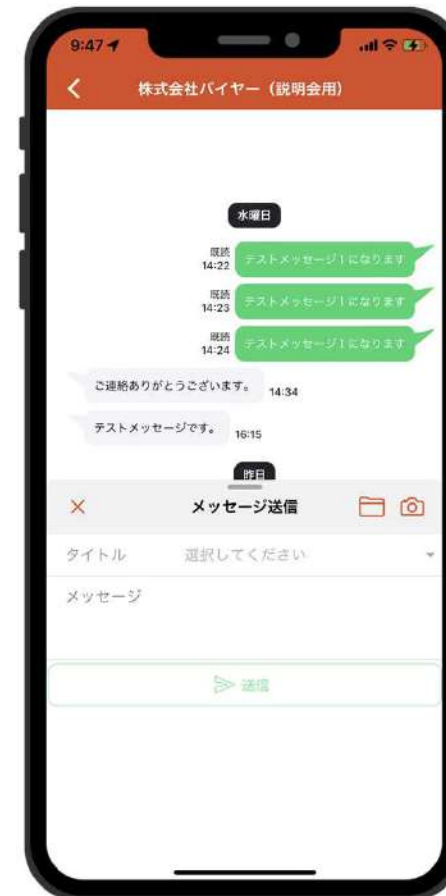 9:47
株式会社バイヤー（説明会用）
水曜日
既読
14:22
テストメッセージ1になります
既読
14:23
テストメッセージ1になります
既読
14:24
テストメッセージ1になります
ご連絡ありがとうございます。 14:34
テストメッセージです。 16:15
昨日
メッセージ送信
タイトル 選択してください
メッセージ
送信